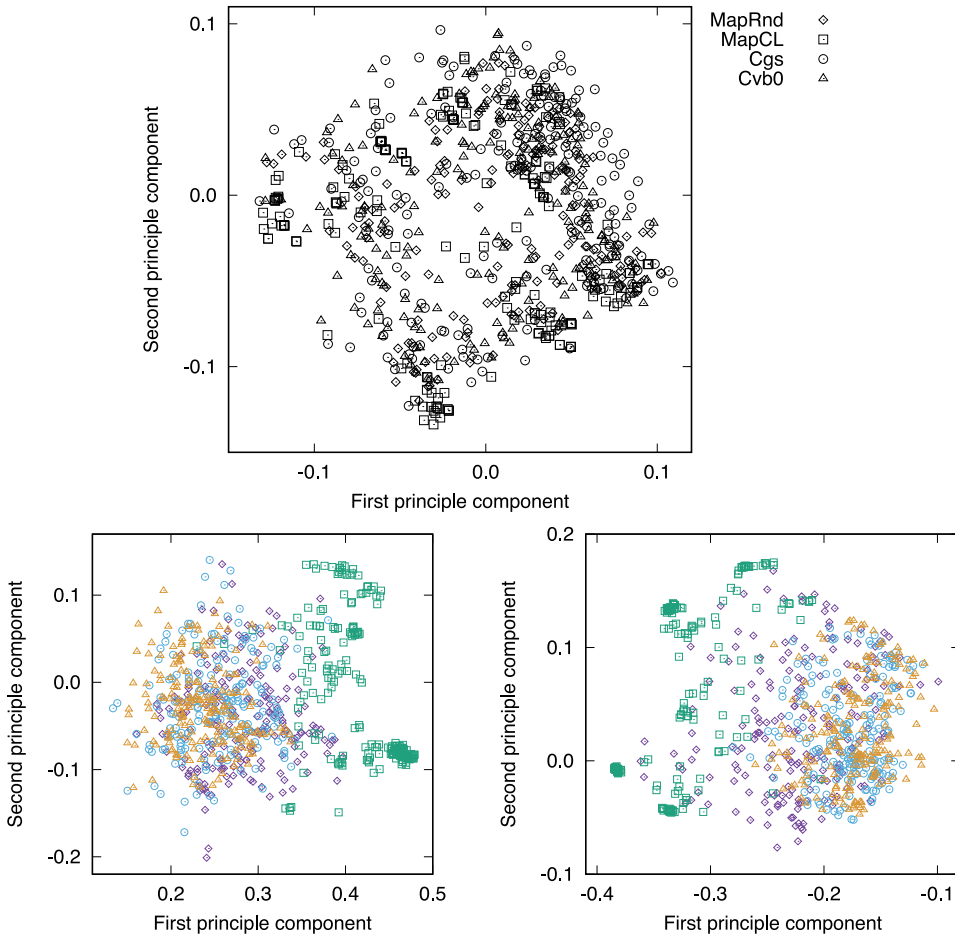 0.1
0.0
-0.1
Second principle component
-0.1
0.0
0.1
First principle component
MapRnd
MapCL
Cgs
Cvb0
0.1
0.0
-0.1
-0.2
Second principle component
0.2
0.3
0.4
0.5
First principle component
0.2
0.1
0.0
-0.1
Second principle component
-0.4
-0.3
-0.2
-0.1
First principle component